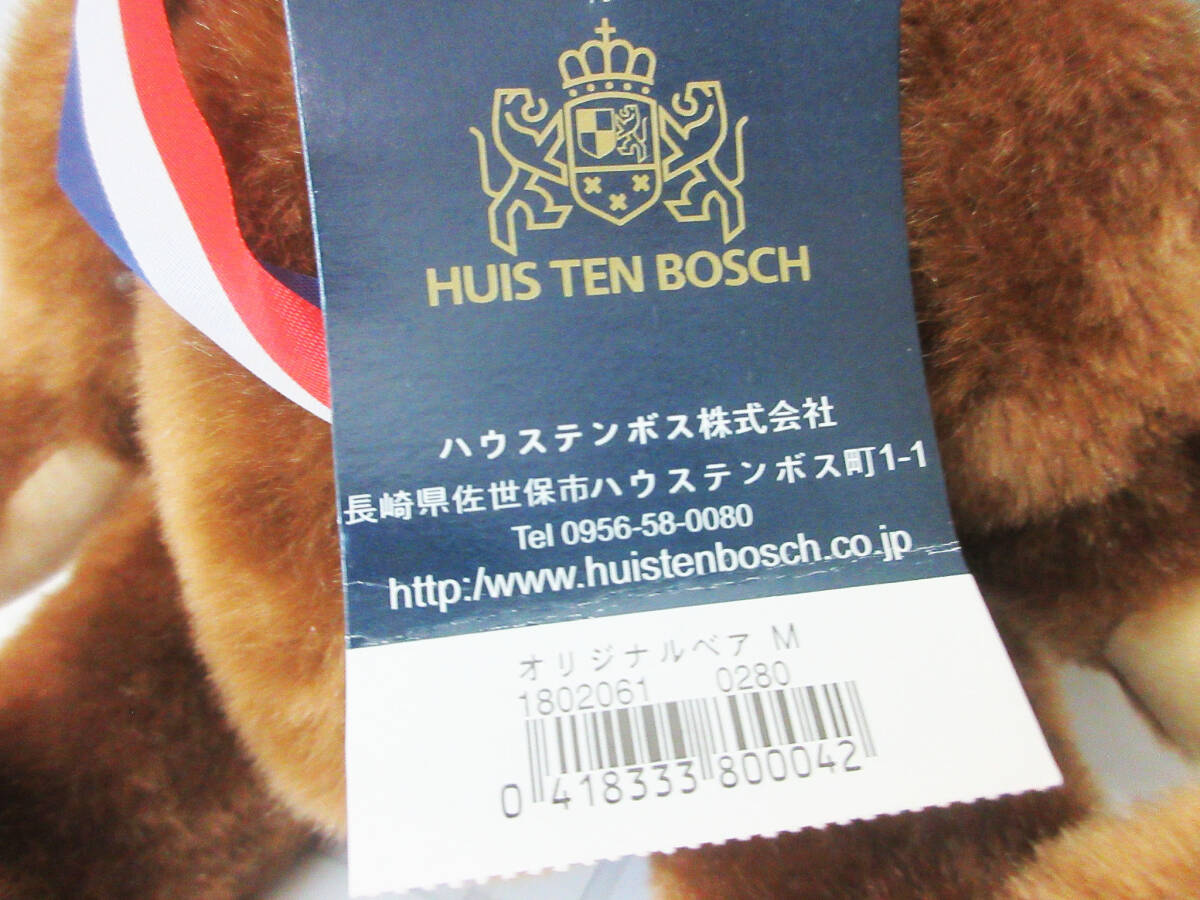 HUIS TEN BOSCH
ハウステンボス株式会社
長崎県佐世保市ハウステンボス町1-1
Tel 0956-58-0080
http:/www.huistenbosch.co.jp
オリジナルベア M
1802061 0280
0 418333 800042